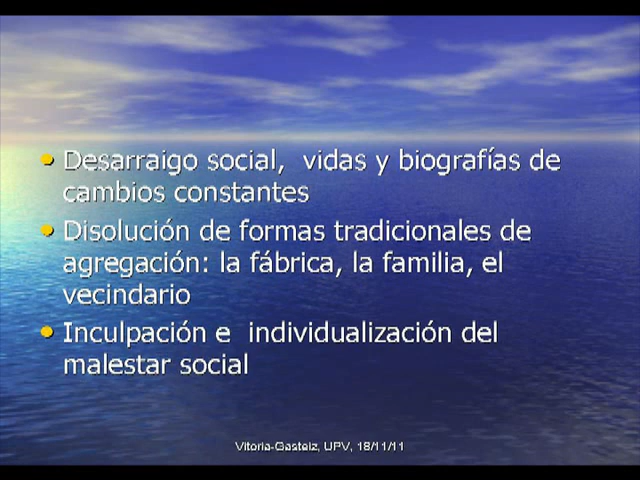 Desarraigo social, vidas y biografías de
cambios constantes
Disolución de formas tradicionales de
agregación: la fábrica, la familia, el
vecindario
Inculpación e individualización del
malestar social
Vitoria-Gasteiz, UPV, 18/11/11